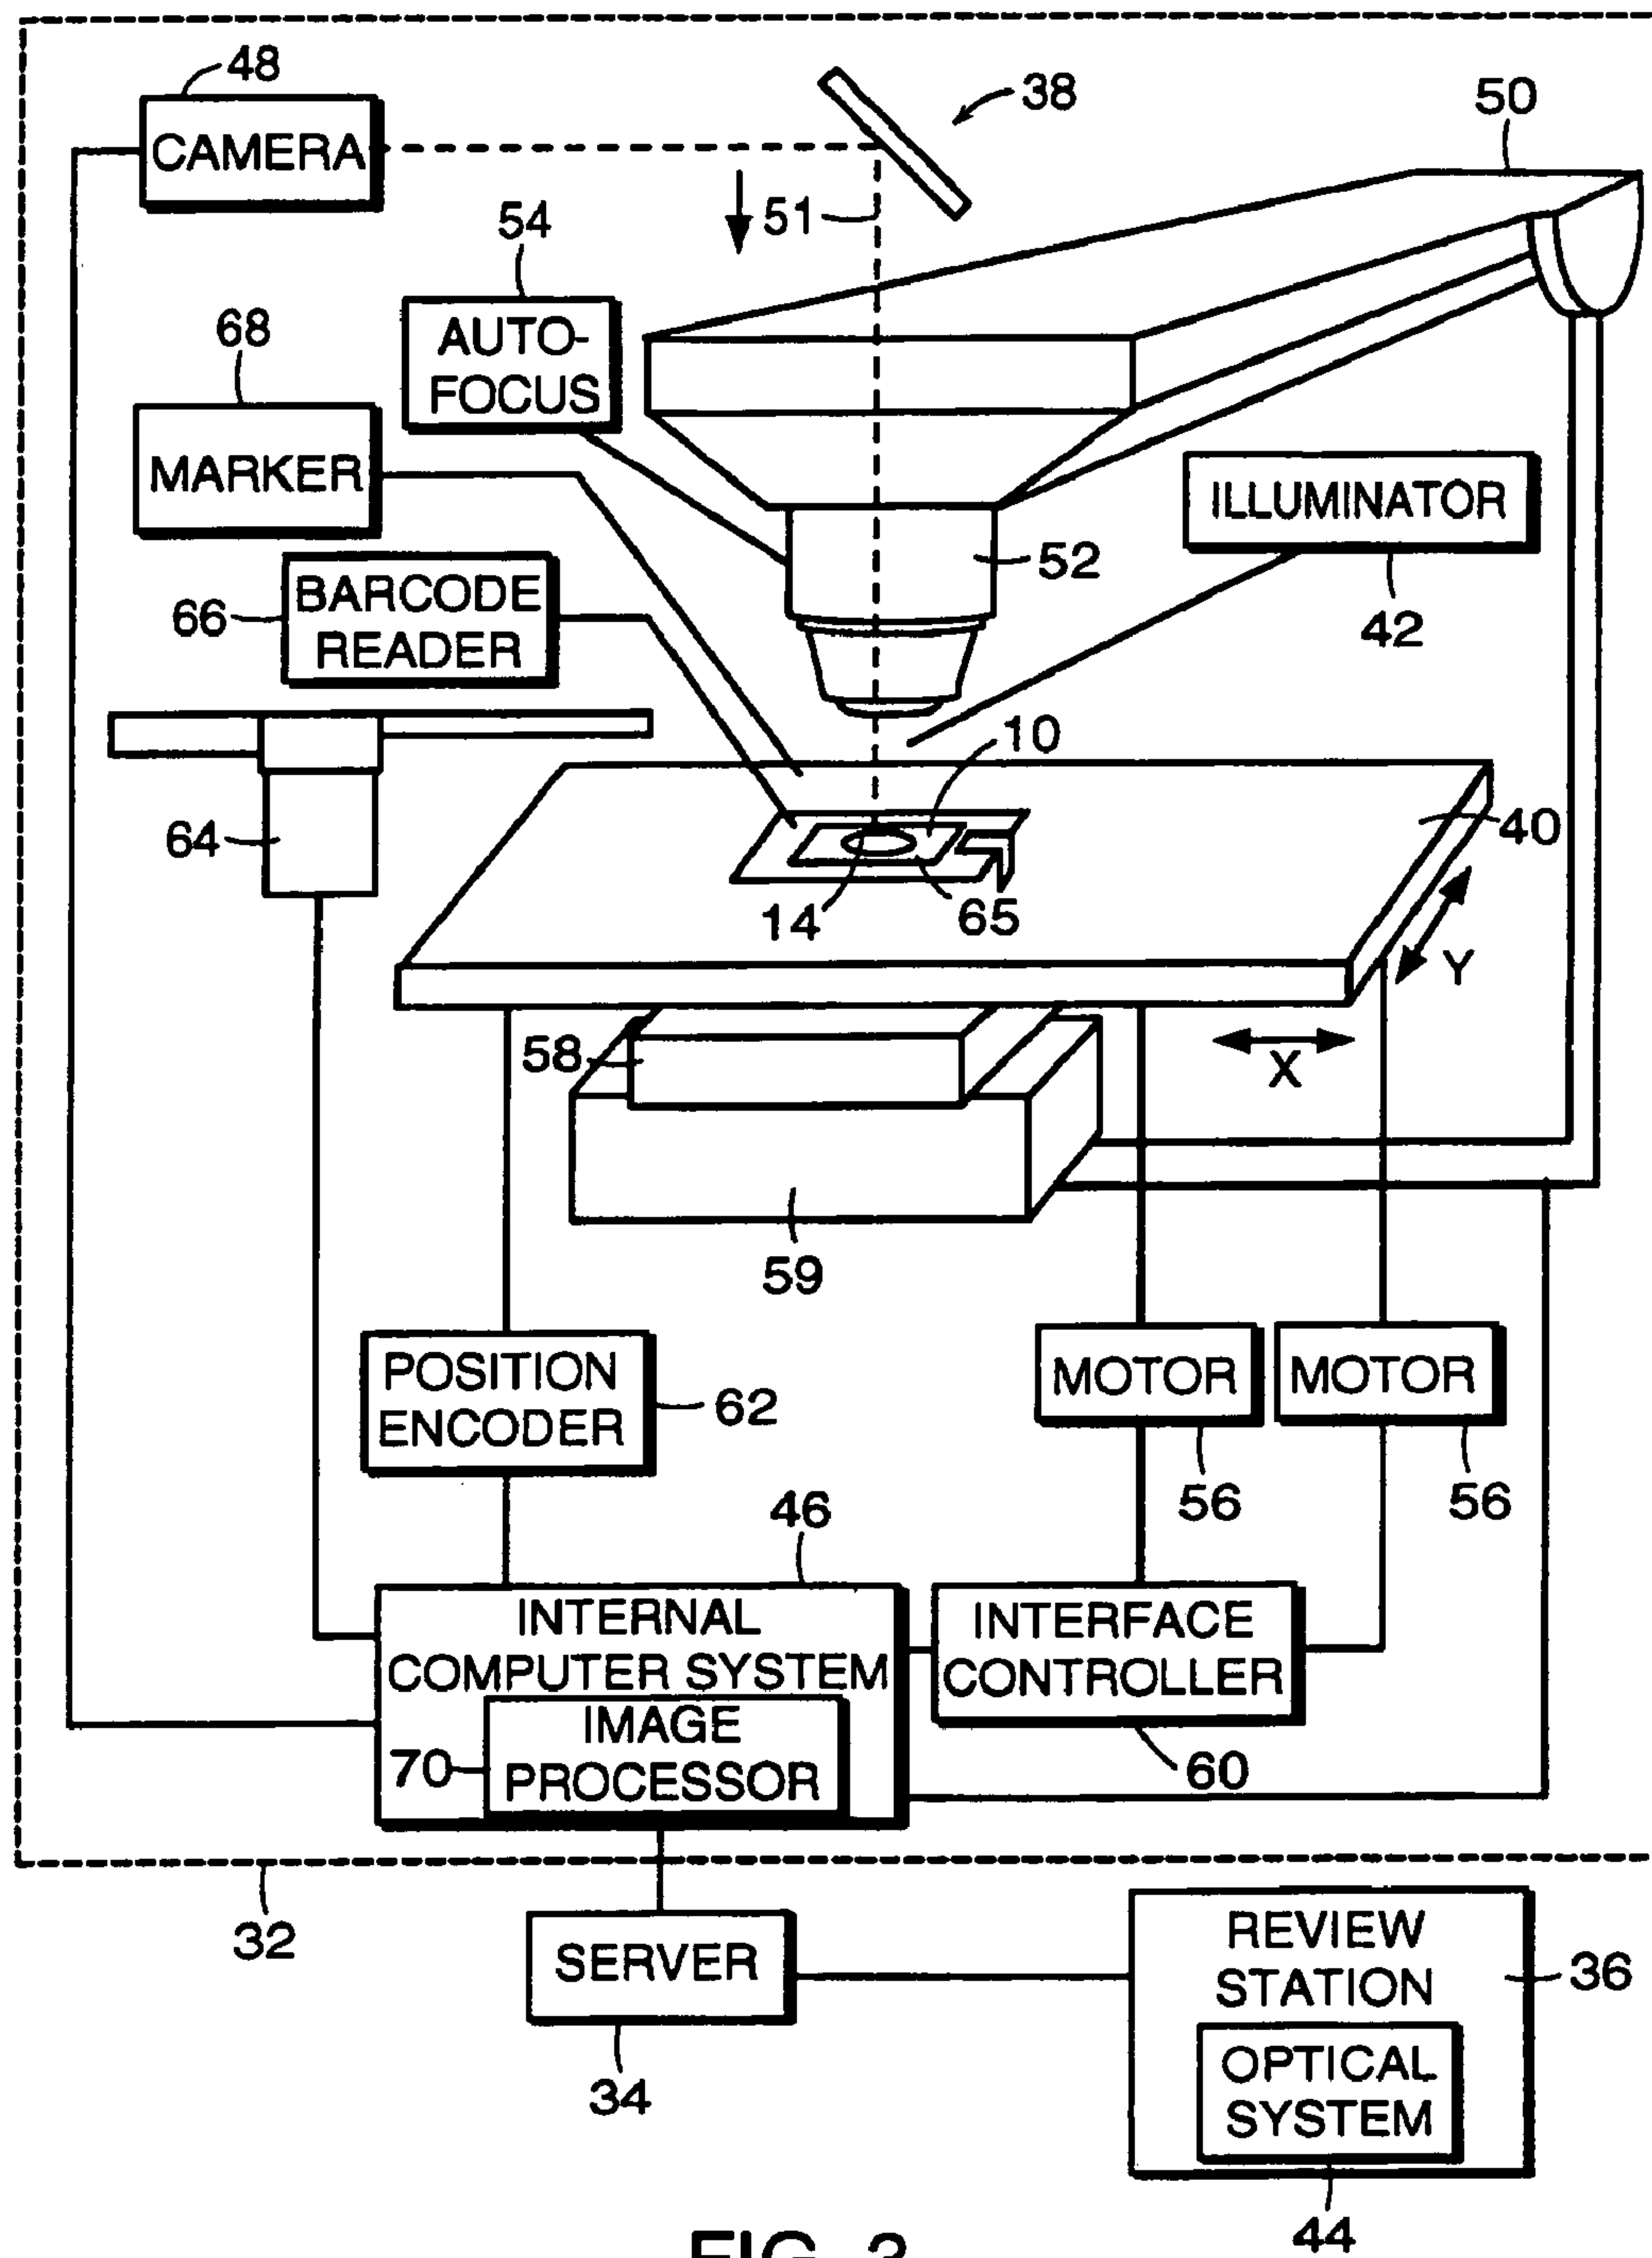 48
CAMERA
38
50
51
54
AUTO-
FOCUS
68
MARKER
ILLUMINATOR
42
52
66
BARCODE
READER
10
40
64
14
65
Y
X
58
59
POSITION
ENCODER
62
MOTOR
MOTOR
56
56
46
INTERNAL
COMPUTER SYSTEM
IMAGE
PROCESSOR
70
INTERFACE
CONTROLLER
60
32
SERVER
34
REVIEW
STATION
36
OPTICAL
SYSTEM
44